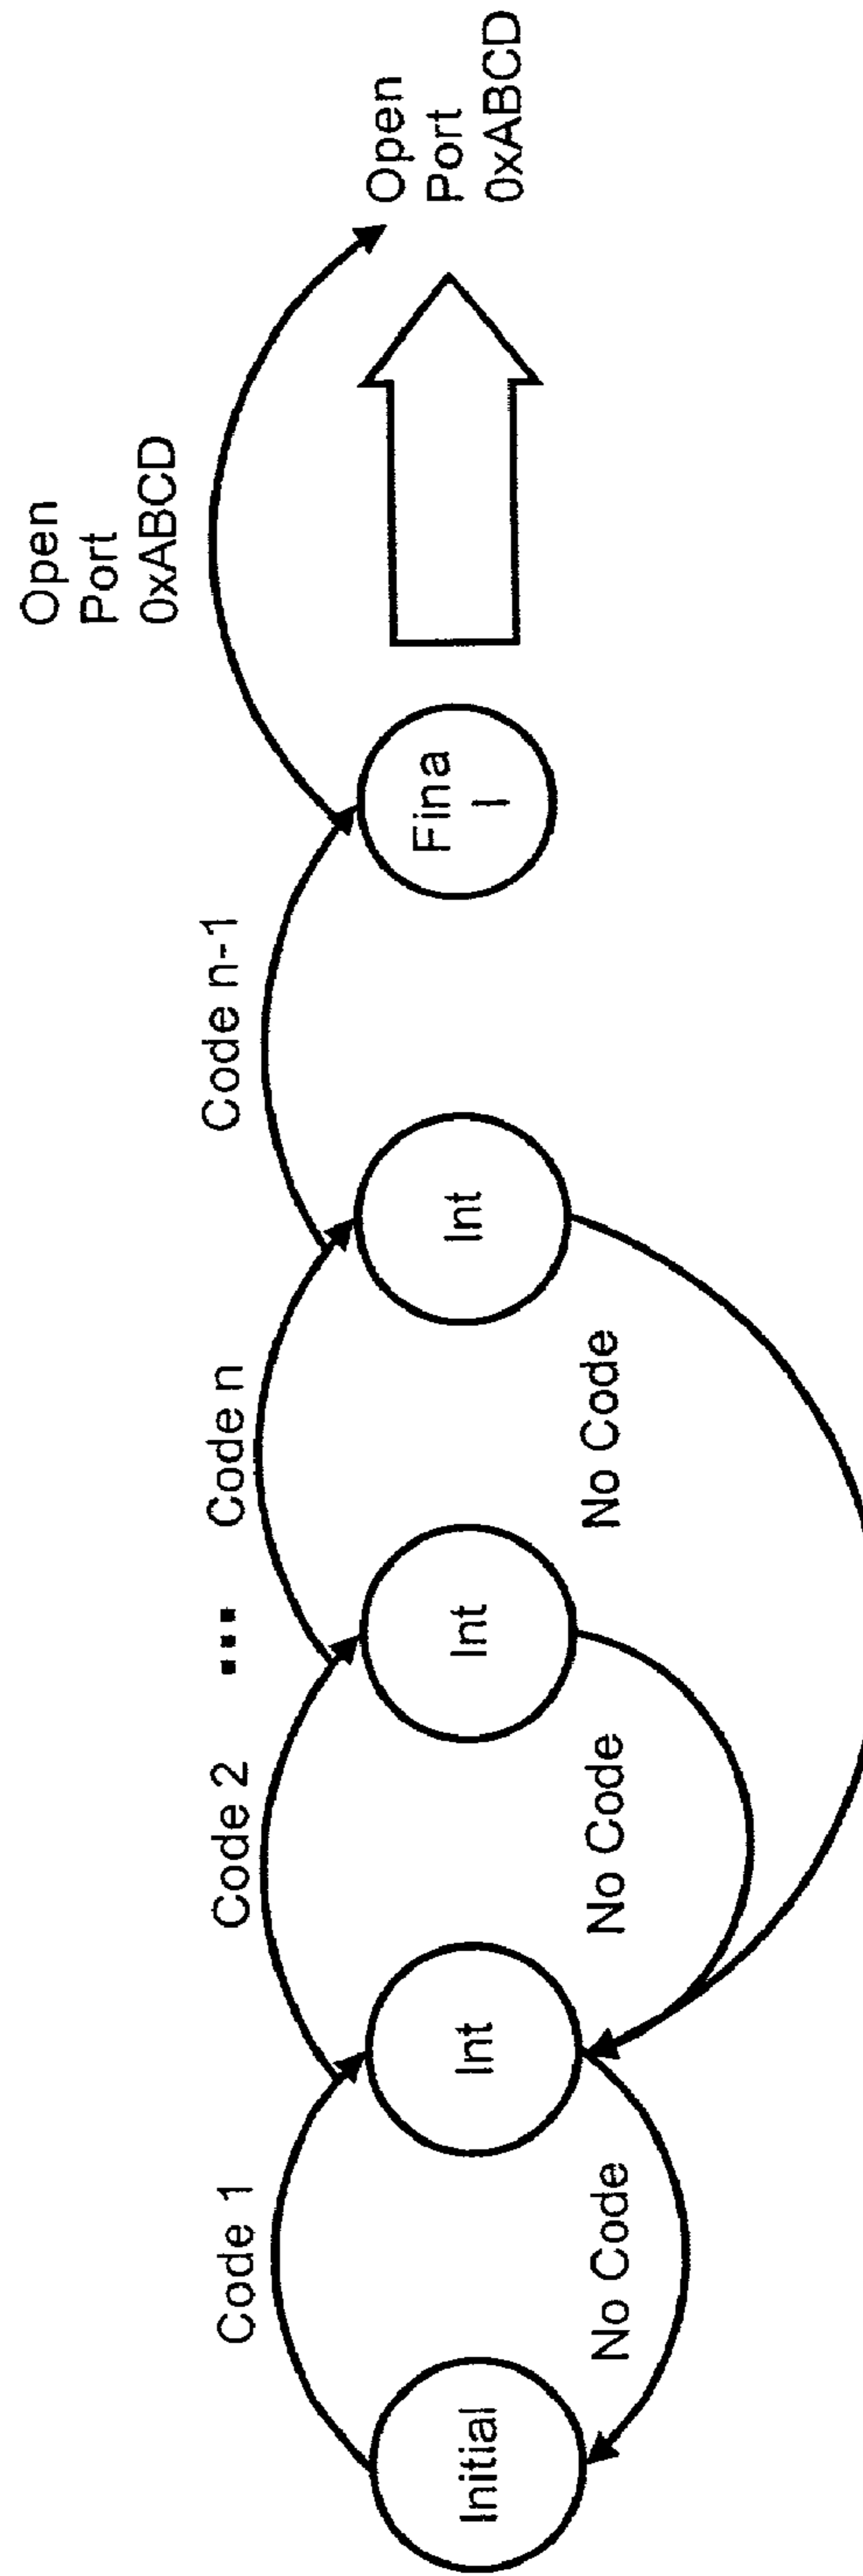 Open
Port
0xABCD
Code 1
Code 2
...
Code n
Code n-1
Open
Port
0xABCD
Initial
Int
Int
Int
Fina
l
No Code
No Code
No Code